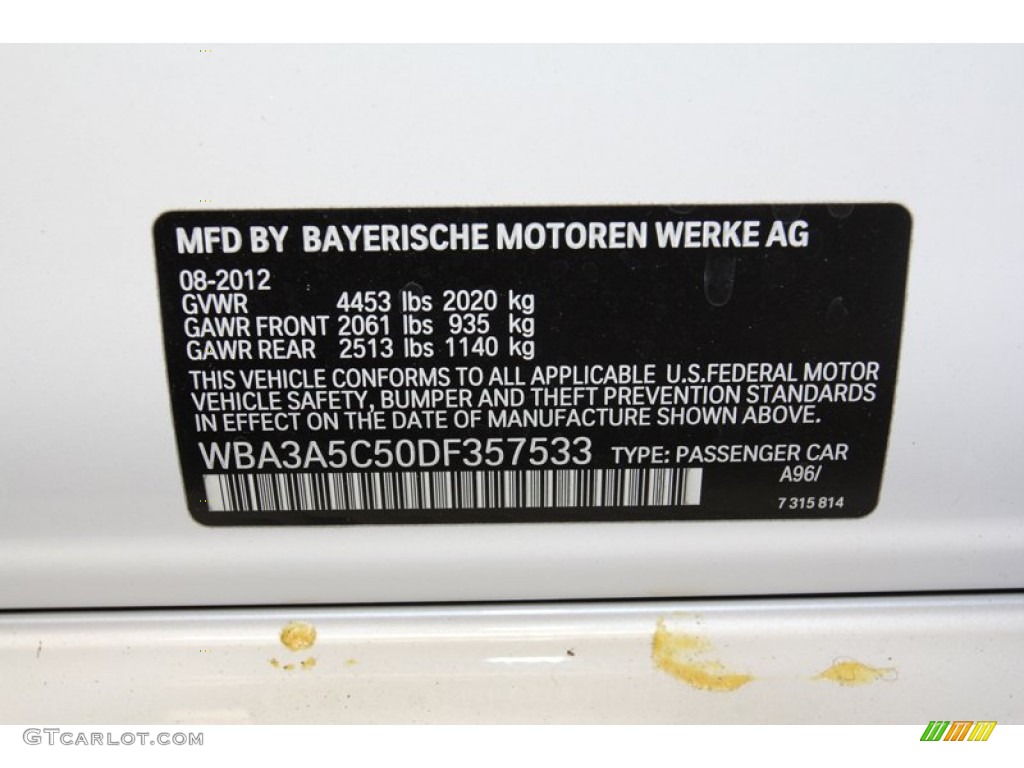 MFD BY BAYERISCHE MOTOREN WERKE AG
08-2012
GVWR 4453 lbs 2020 kg
GAWR FRONT 2061 lbs 935 kg
GAWR REAR 2513 lbs 1140 kg
THIS VEHICLE CONFORMS TO ALL APPLICABLE U.S.FEDERAL MOTOR
VEHICLE SAFETY, BUMPER AND THEFT PREVENTION STANDARDS
IN EFFECT ON THE DATE OF MANUFACTURE SHOWN ABOVE.
WBA3A5C50DF357533 TYPE: PASSENGER CAR
A96/
7 315 814
GTCARLOT.COM